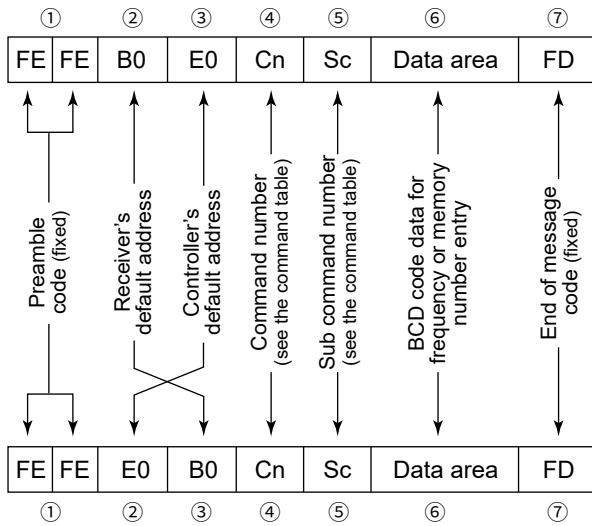 ① ② ③ ④ ⑤ ⑥ ⑦
FE FE B0 E0 Cn Sc Data area FD
Preamble
code (fixed)
Receiver's
default address
Controller's
default address
Command number
(see the command table)
Sub command number
(see the command table)
BCD code data for
frequency or memory
number entry
End of message
code (fixed)
FE FE E0 B0 Cn Sc Data area FD
① ② ③ ④ ⑤ ⑥ ⑦